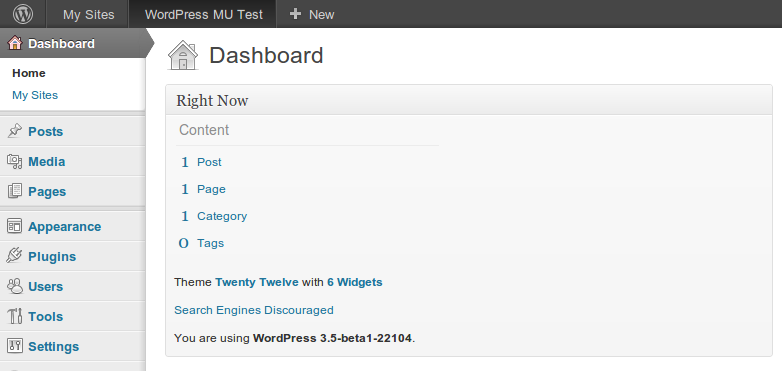 My Sites WordPress MU Test + New
Dashboard
Home
My Sites
Posts
Media
Pages
Appearance
Plugins
Users
Tools
Settings
Dashboard
Right Now
Content
1 Post
1 Page
1 Category
0 Tags
Theme Twenty Twelve with 6 Widgets
Search Engines Discouraged
You are using WordPress 3.5-beta1-22104.